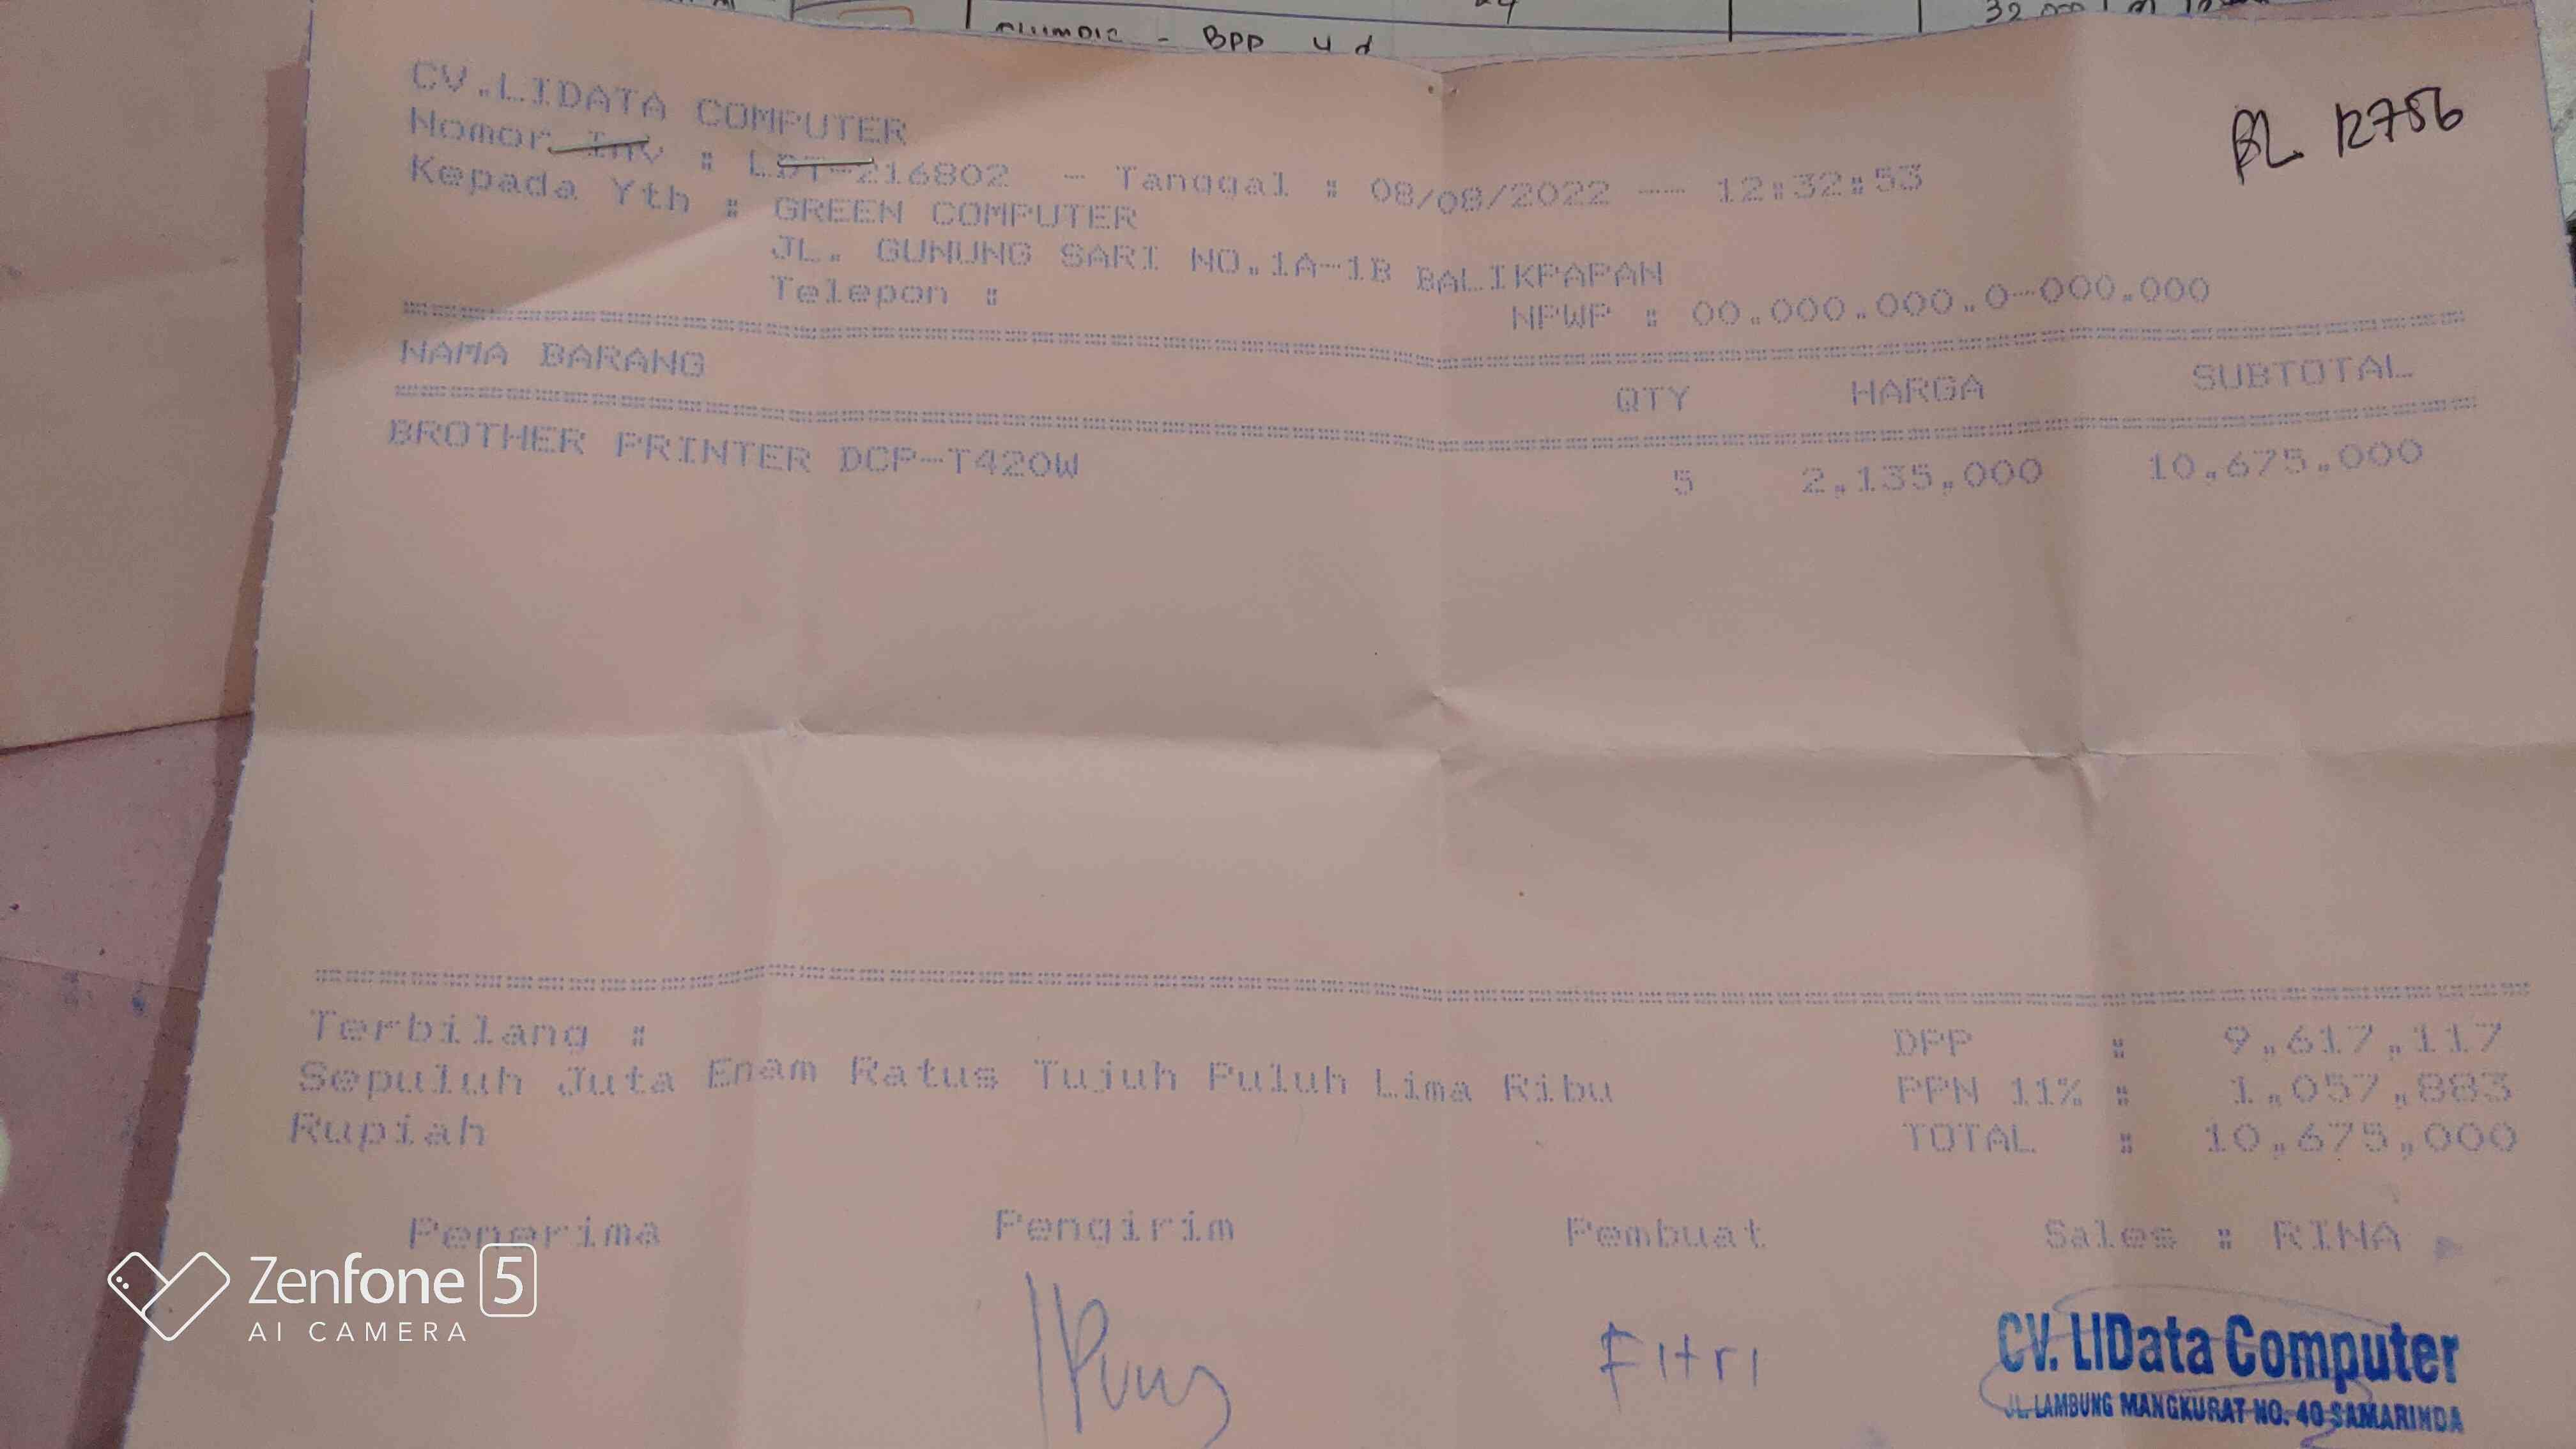 BPP
CV.LIDATA COMPUTER
BL 12756
Nomor Inv : LDT-216802 - Tanggal : 08/08/2022 -- 12:32:53
Kepada Yth : GREEN COMPUTER
JL. GUNUNG SARI NO.1A-1B BALIKPAPAN
Telepon : NPWP : 00.000.000.0-000.000
NAMA BARANG QTY HARGA SUBTOTAL
BROTHER PRINTER DCP-T420W 5 2,135,000 10,675,000
Terbilang : DPP : 9,617,117
Sepuluh Juta Enam Ratus Tujuh Puluh Lima Ribu PPN 11% : 1,057,883
Rupiah TOTAL : 10,675,000
Penerima Pengirim Pembuat Sales : RINA
Fitri
CV. LIData Computer
JL. LAMBUNG MANGKURAT NO. 40 SAMARINDA
Zenfone 5
AI CAMERA